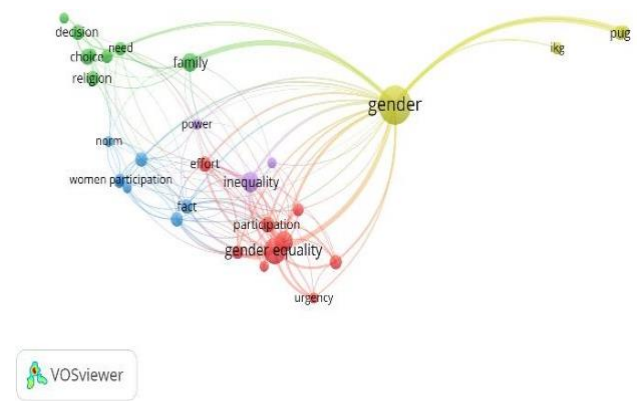 decision
need
choice
family
religion
pug
ikg
gender
power
norm
effort
women participation
inequality
fact
participation
gender equality
urgency
VOSviewer